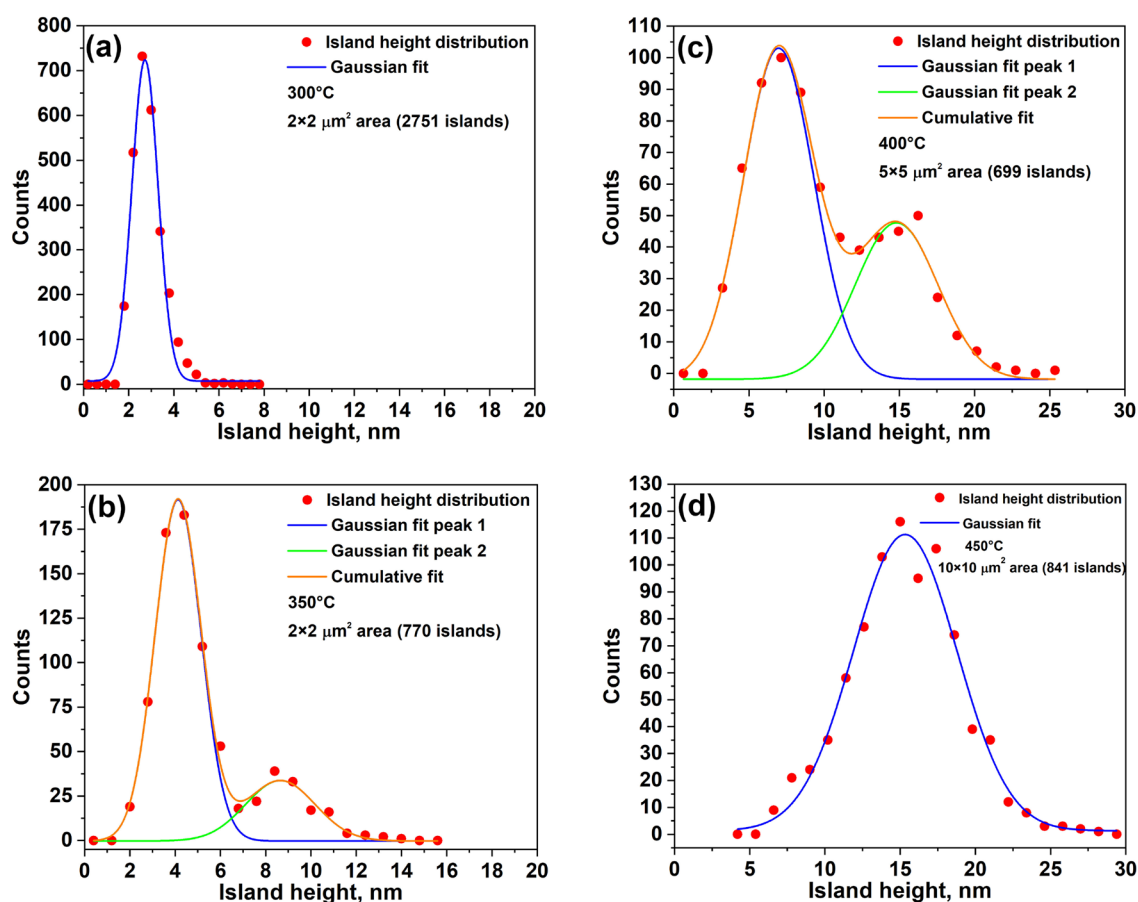 (a)
Island height distribution
Gaussian fit
300°C
2×2 μm² area (2751 islands)
Counts
800
700
600
500
400
300
200
100
0
0 2 4 6 8 10 12 14 16 18 20
Island height, nm
(c)
Island height distribution
Gaussian fit peak 1
Gaussian fit peak 2
Cumulative fit
400°C
5×5 μm² area (699 islands)
Counts
110
100
90
80
70
60
50
40
30
20
10
0
0 5 10 15 20 25 30
Island height, nm
(b)
Island height distribution
Gaussian fit peak 1
Gaussian fit peak 2
Cumulative fit
350°C
2×2 μm² area (770 islands)
Counts
200
175
150
125
100
75
50
25
0
0 2 4 6 8 10 12 14 16 18 20
Island height, nm
(d)
Island height distribution
Gaussian fit
450°C
10×10 μm² area (841 islands)
Counts
130
120
110
100
90
80
70
60
50
40
30
20
10
0
0 5 10 15 20 25 30
Island height, nm